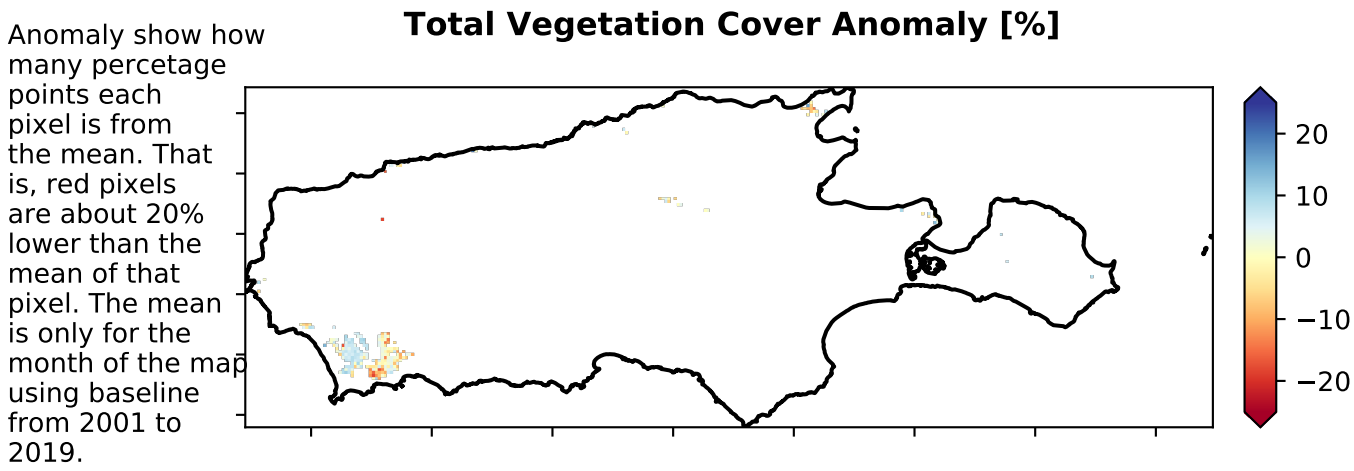 Total Vegetation Cover Anomaly [%]
Anomaly show how
many percetage
points each
pixel is from
the mean. That
is, red pixels
are about 20%
lower than the
mean of that
pixel. The mean
is only for the
month of the map
using baseline
from 2001 to
2019.
20
10
0
−10
−20